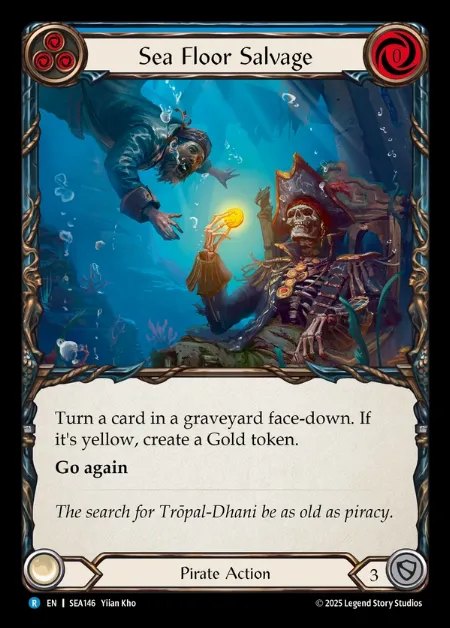 Sea Floor Salvage
0
Turn a card in a graveyard face-down. If
it's yellow, create a Gold token.
Go again
The search for Trōpal-Dhani be as old as piracy.
Pirate Action
3
R EN | SEA146 Yiian Kho
© 2025 Legend Story Studios